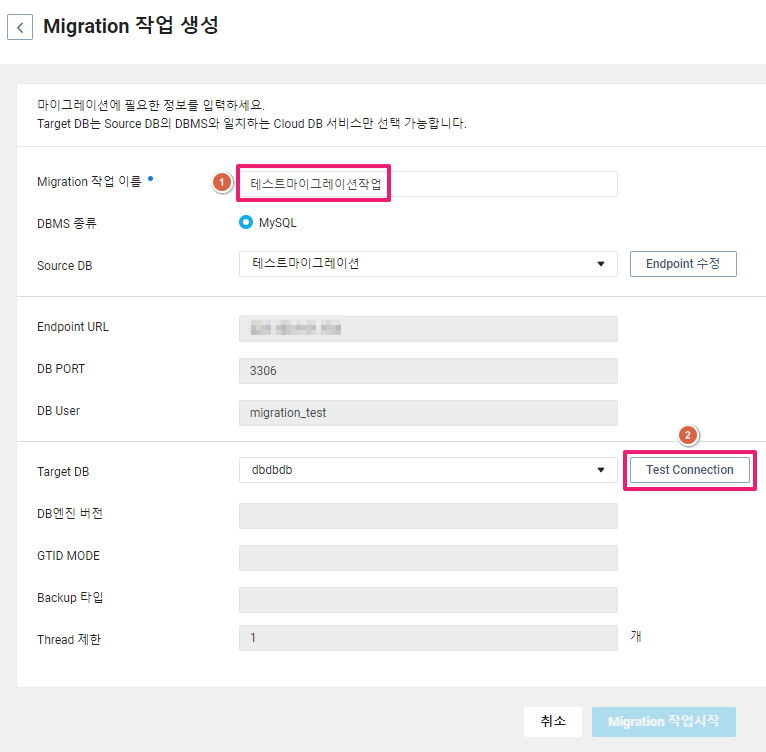 Migration 작업 생성
마이그레이션에 필요한 정보를 입력하세요.
Target DB는 Source DB의 DBMS와 일치하는 Cloud DB 서비스만 선택 가능합니다.
Migration 작업 이름
1
테스트마이그레이션작업
DBMS 종류
MySQL
Source DB
테스트마이그레이션
Endpoint 수정
Endpoint URL
DB PORT
3306
DB User
migration_test
2
Target DB
dbdbdb
Test Connection
DB엔진 버전
GTID MODE
Backup 타입
Thread 제한
1
개
취소
Migration 작업시작